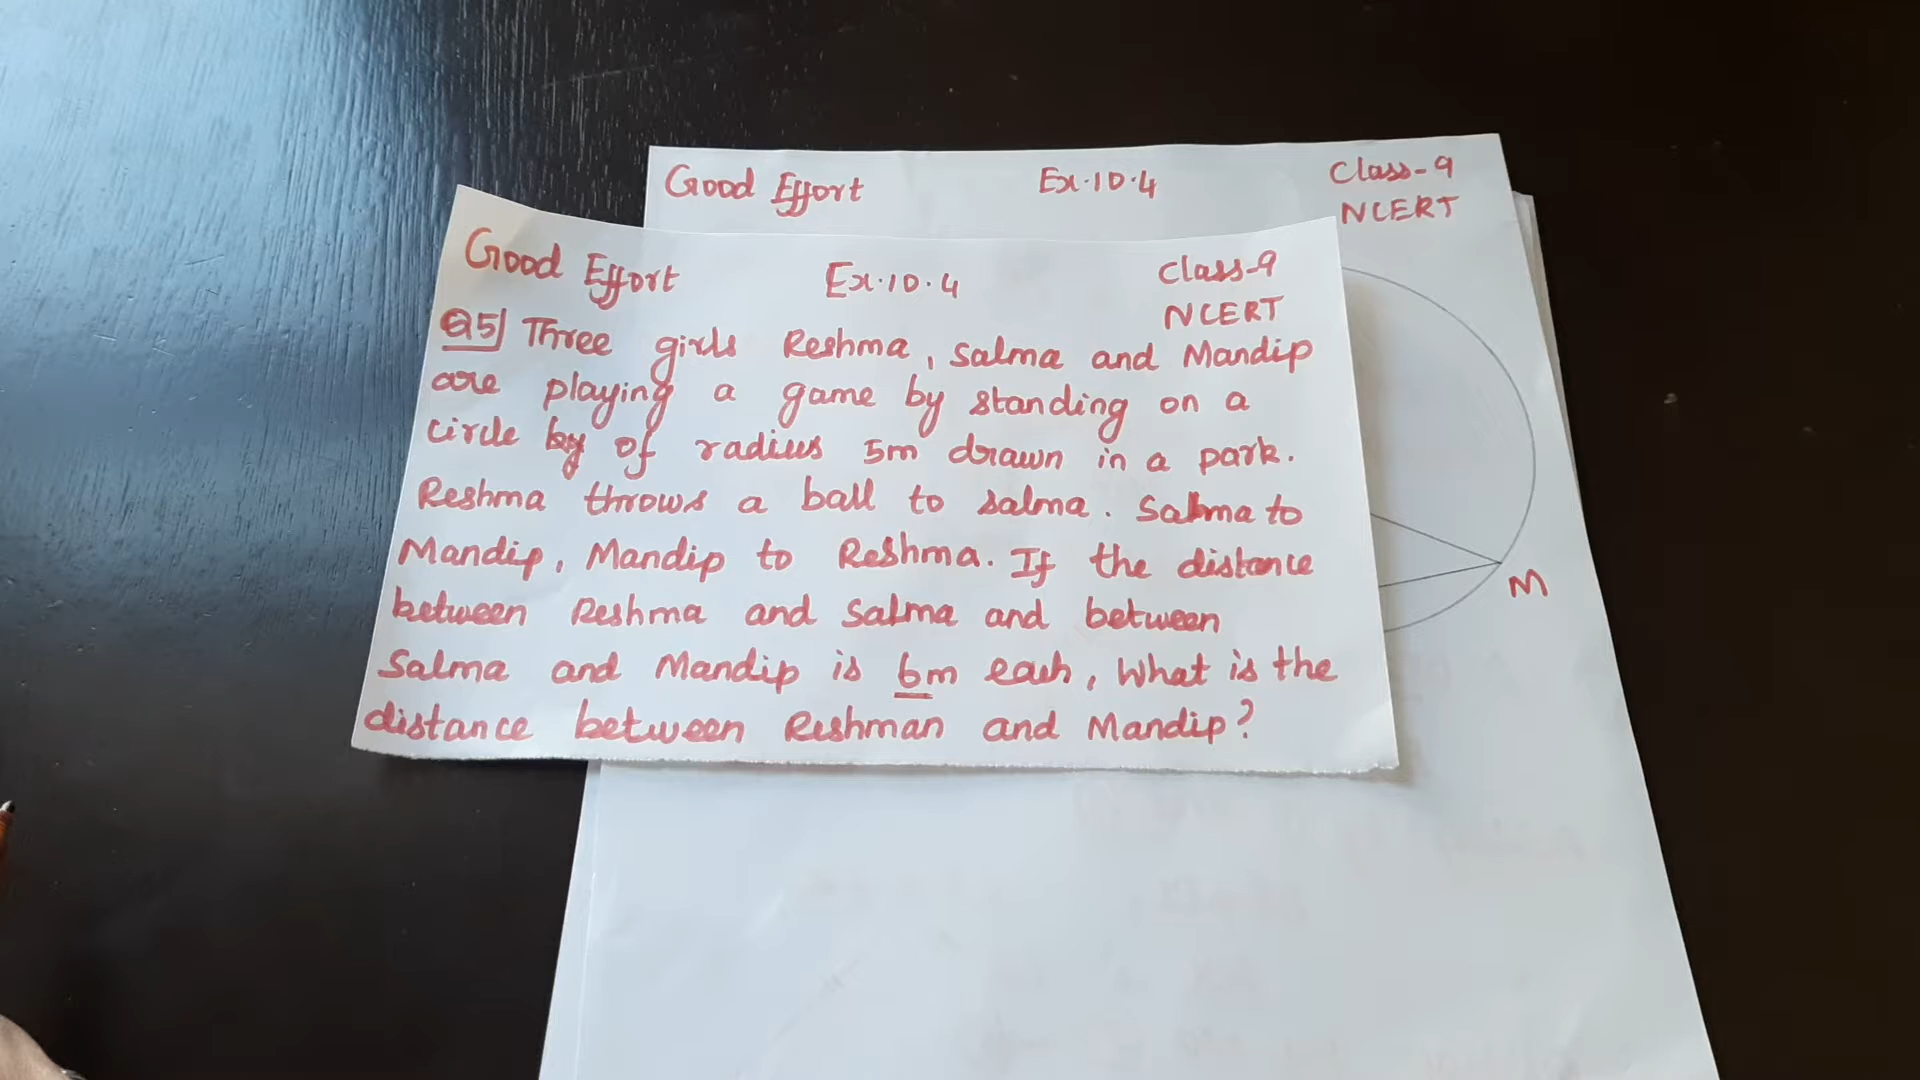 Good Effort Ex.10.4 Class-9
NCERT
Good Effort Ex.10.4 Class-9
NCERT
Q5] Three girls Reshma, Salma and Mandip
are playing a game by standing on a
circle by of radius 5m drawn in a park.
Reshma throws a ball to salma. Salma to
Mandip, Mandip to Reshma. If the distance
between Reshma and Salma and between
Salma and Mandip is 6m each, What is the
distance between Reshman and Mandip?
M